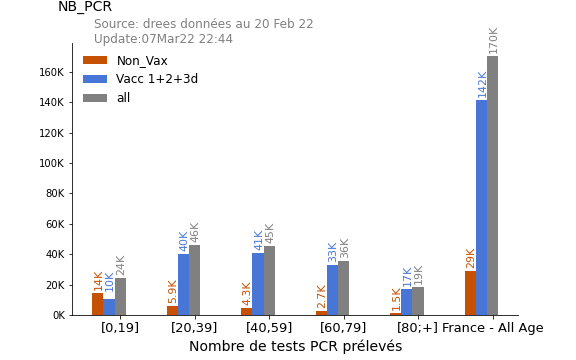 NB_PCR
Source: drees données au 20 Feb 22
Update:07Mar22 22:44
Non_Vax
Vacc 1+2+3d
all
160K
140K
120K
100K
80K
60K
40K
20K
0K
14K 10K 24K
5.9K 40K 46K
4.3K 41K 45K
2.7K 33K 36K
1.5K 17K 19K
29K 142K 170K
[0,19] [20,39] [40,59] [60,79] [80;+] France - All Age
Nombre de tests PCR prélevés